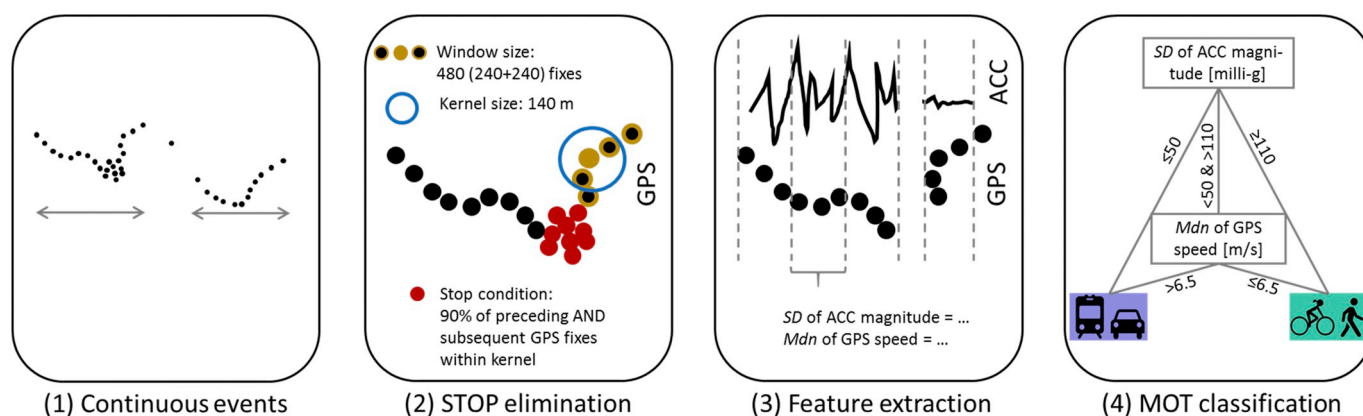 Window size:
480 (240+240) fixes
Kernel size: 140 m
GPS
Stop condition:
90% of preceding AND
subsequent GPS fixes
within kernel
ACC
GPS
SD of ACC magnitude = ...
Mdn of GPS speed = ...
SD of ACC magni-
tude [milli-g]
≤50
<50 & >110
≥110
Mdn of GPS
speed [m/s]
>6.5
≤6.5
(1) Continuous events
(2) STOP elimination
(3) Feature extraction
(4) MOT classification